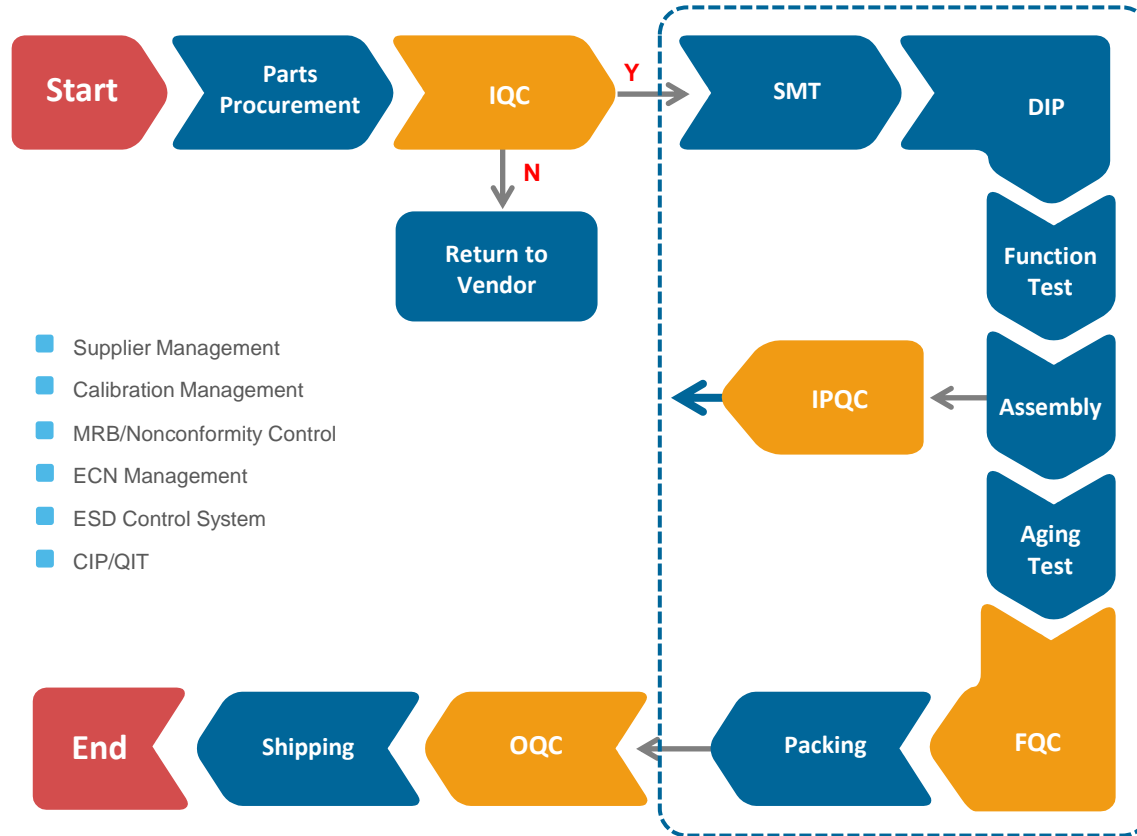 Start
Parts
Procurement
IQC
Y
SMT
DIP
N
Return to
Vendor
Function
Test
Supplier Management
Calibration Management
MRB/Nonconformity Control
ECN Management
ESD Control System
CIP/QIT
IPQC
Assembly
Aging
Test
End
Shipping
OQC
Packing
FQC